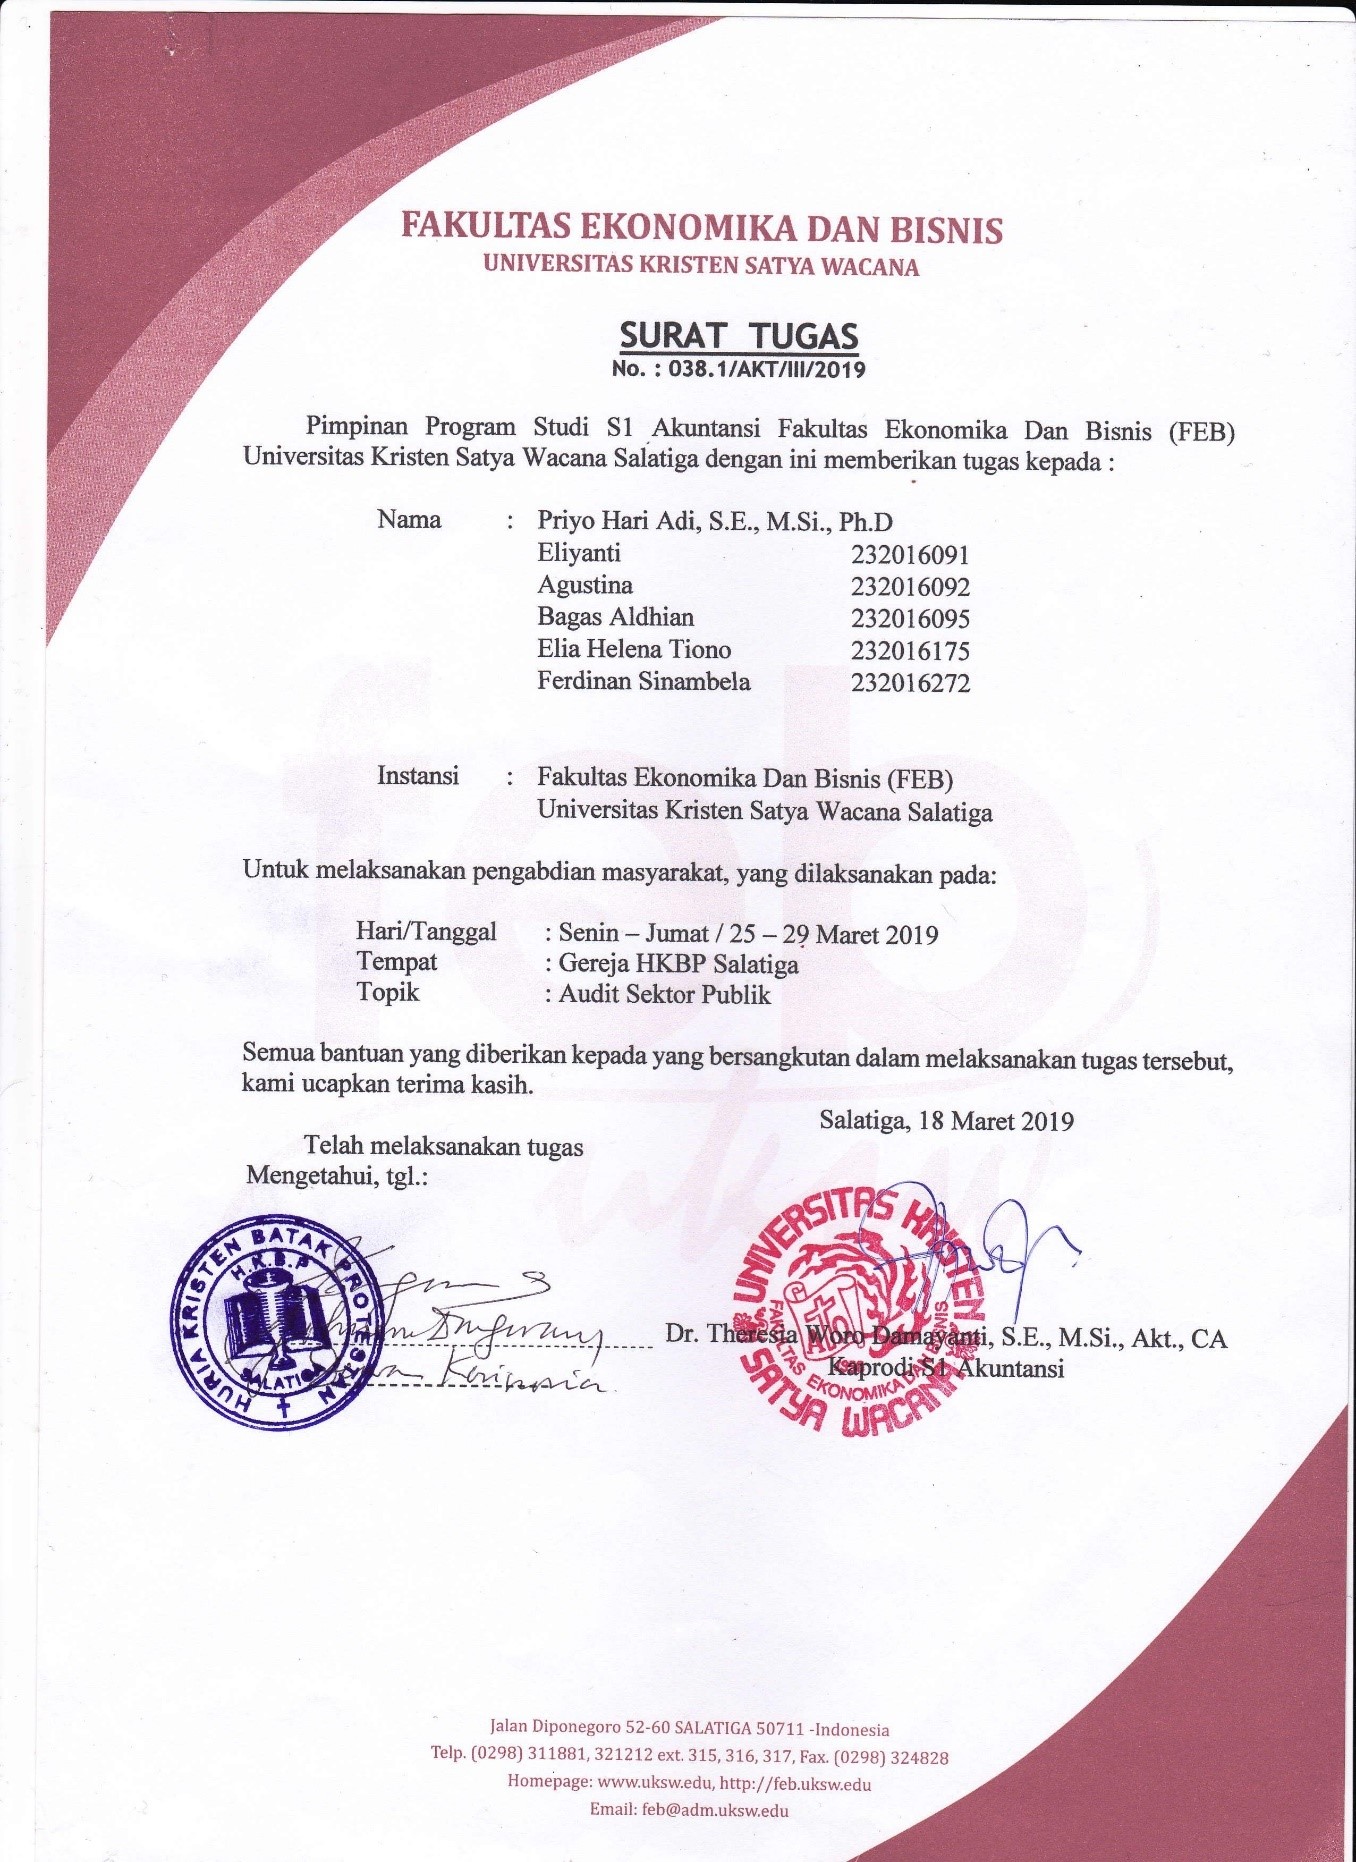 FAKULTAS EKONOMIKA DAN BISNIS
UNIVERSITAS KRISTEN SATYA WACANA
SURAT TUGAS
No. : 038.1/AKT/III/2019
Pimpinan Program Studi S1 Akuntansi Fakultas Ekonomika Dan Bisnis (FEB)
Universitas Kristen Satya Wacana Salatiga dengan ini memberikan tugas kepada :
Nama : Priyo Hari Adi, S.E., M.Si., Ph.D
Eliyanti 232016091
Agustina 232016092
Bagas Aldhian 232016095
Elia Helena Tiono 232016175
Ferdinan Sinambela 232016272
Instansi : Fakultas Ekonomika Dan Bisnis (FEB)
Universitas Kristen Satya Wacana Salatiga
Untuk melaksanakan pengabdian masyarakat, yang dilaksanakan pada:
Hari/Tanggal : Senin – Jumat / 25 – 29 Maret 2019
Tempat : Gereja HKBP Salatiga
Topik : Audit Sektor Publik
Semua bantuan yang diberikan kepada yang bersangkutan dalam melaksanakan tugas tersebut,
kami ucapkan terima kasih.
Salatiga, 18 Maret 2019
Telah melaksanakan tugas
Mengetahui, tgl.:
HURIA KRISTEN BATAK PROTESTAN
H.K.B.P
SALATIGA
UNIVERSITAS KRISTEN
SATYA WACANA
FAKULTAS EKONOMIKA DAN BISNIS
Dr. Theresia Woro Damayanti, S.E., M.Si., Akt., CA
Kaprodi S1 Akuntansi
Jalan Diponegoro 52-60 SALATIGA 50711 -Indonesia
Telp. (0298) 311881, 321212 ext. 315, 316, 317, Fax. (0298) 324828
Homepage: www.uksw.edu, http://feb.uksw.edu
Email: feb@adm.uksw.edu